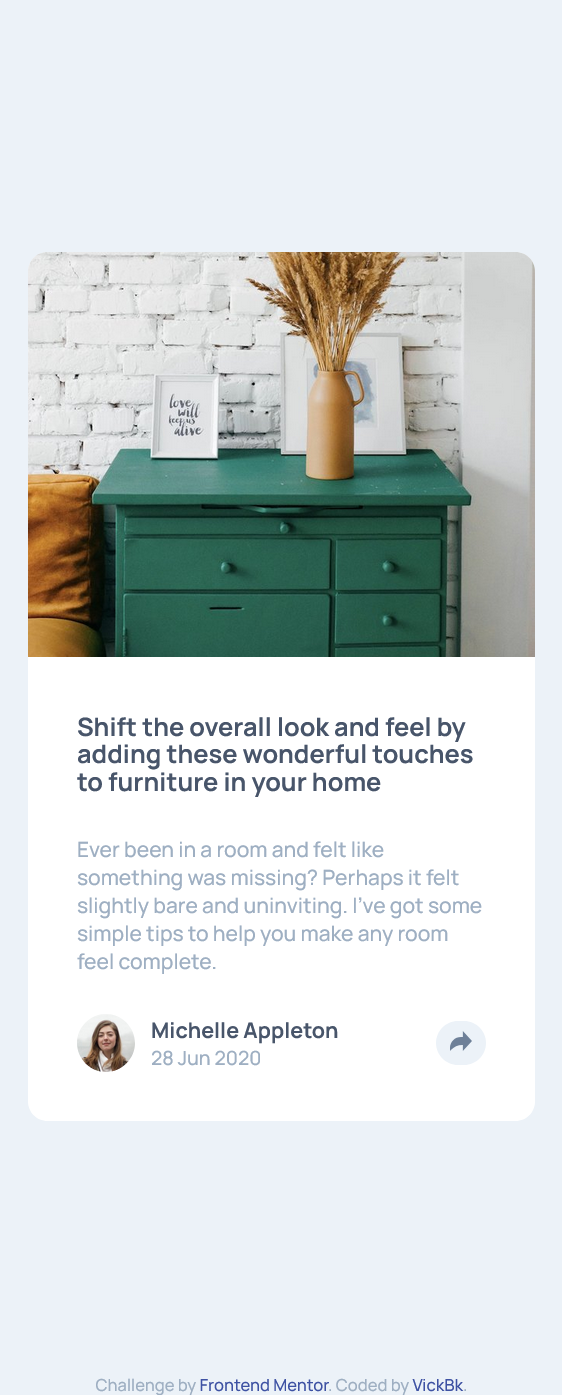 love
will
keep us
alive
Shift the overall look and feel by
adding these wonderful touches
to furniture in your home
Ever been in a room and felt like
something was missing? Perhaps it felt
slightly bare and uninviting. I’ve got some
simple tips to help you make any room
feel complete.
Michelle Appleton
28 Jun 2020
Challenge by Frontend Mentor. Coded by VickBk.